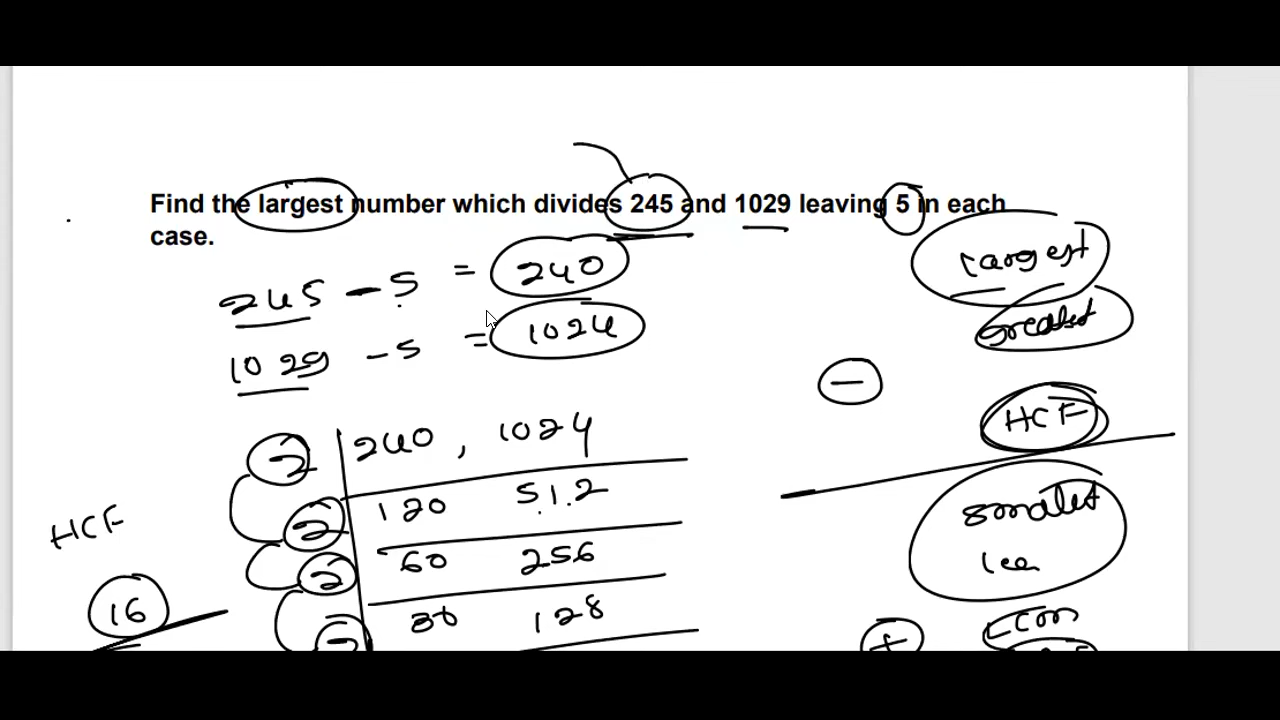 Find the largest number which divides 245 and 1029 leaving 5 in each
case.
245 - 5 = 240
1029 - 5 = 1024
Largest
Greatest
-
HCF
2 240, 1024
2 120 512
2 60 256
2 30 128
HCF
16
Smallest
LCM
+